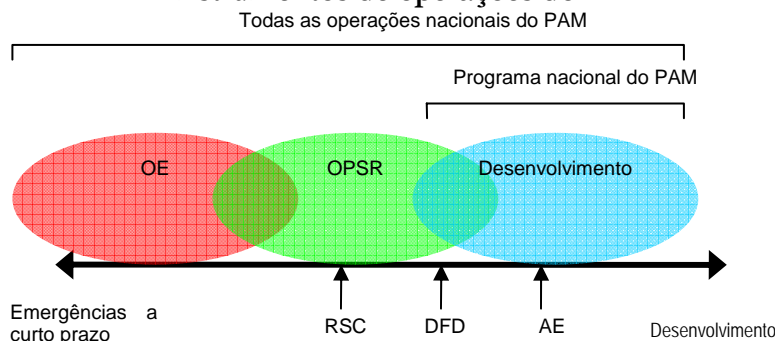 Todas as operações nacionais do PAM
Programa nacional do PAM
OE
OPSR
Desenvolvimento
Emergências a
curto prazo
RSC
DFD
AE
Desenvolvimento